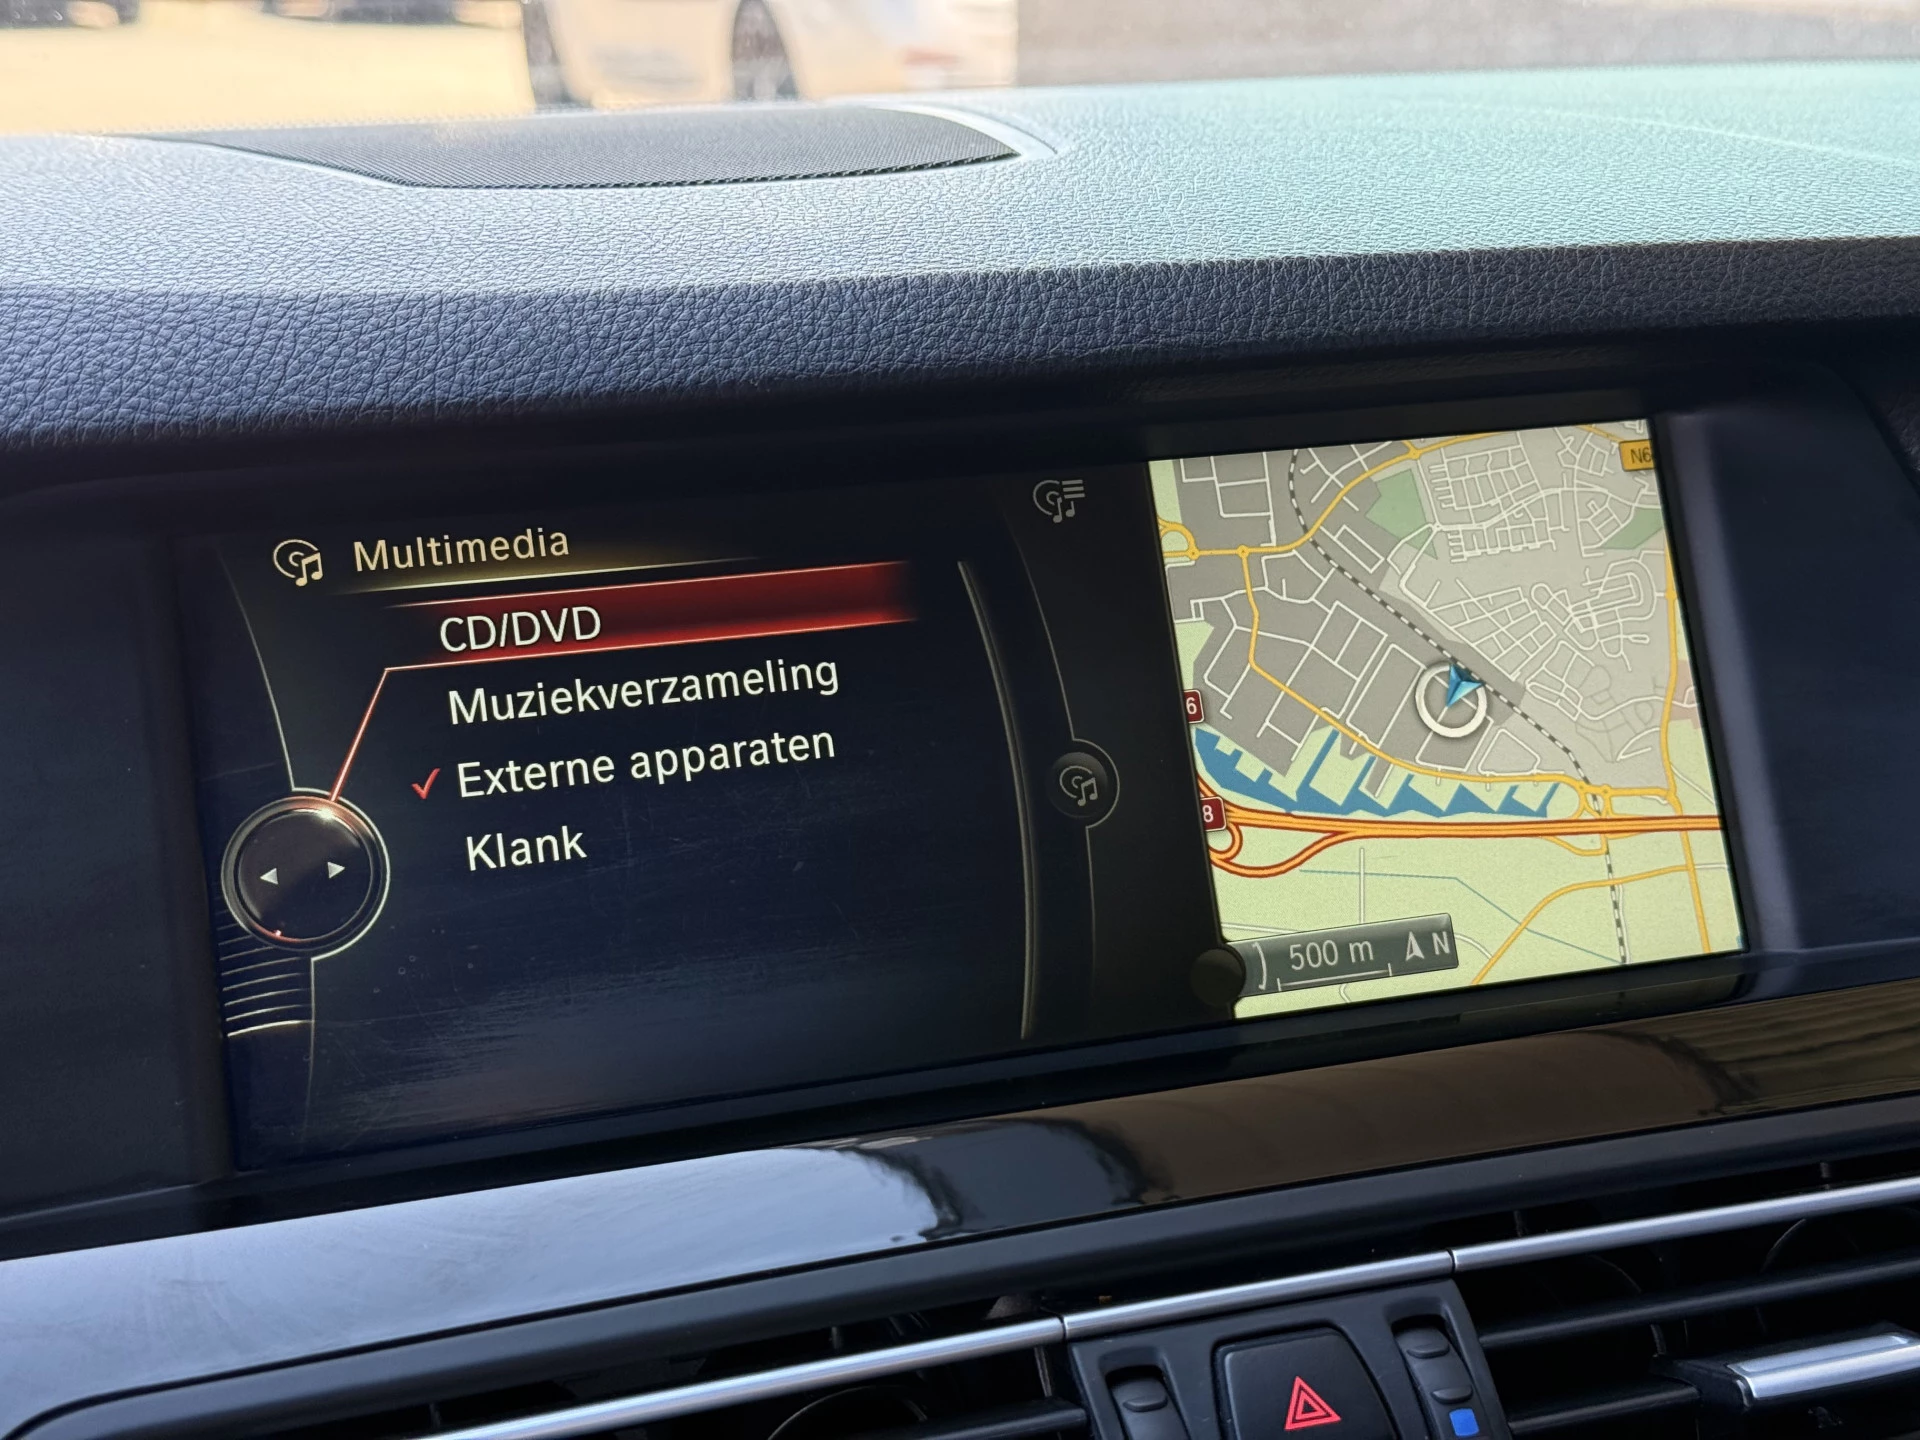 Multimedia
CD/DVD
Muziekverzameling
Externe apparaten
Klank
N6
6
8
500 m
N